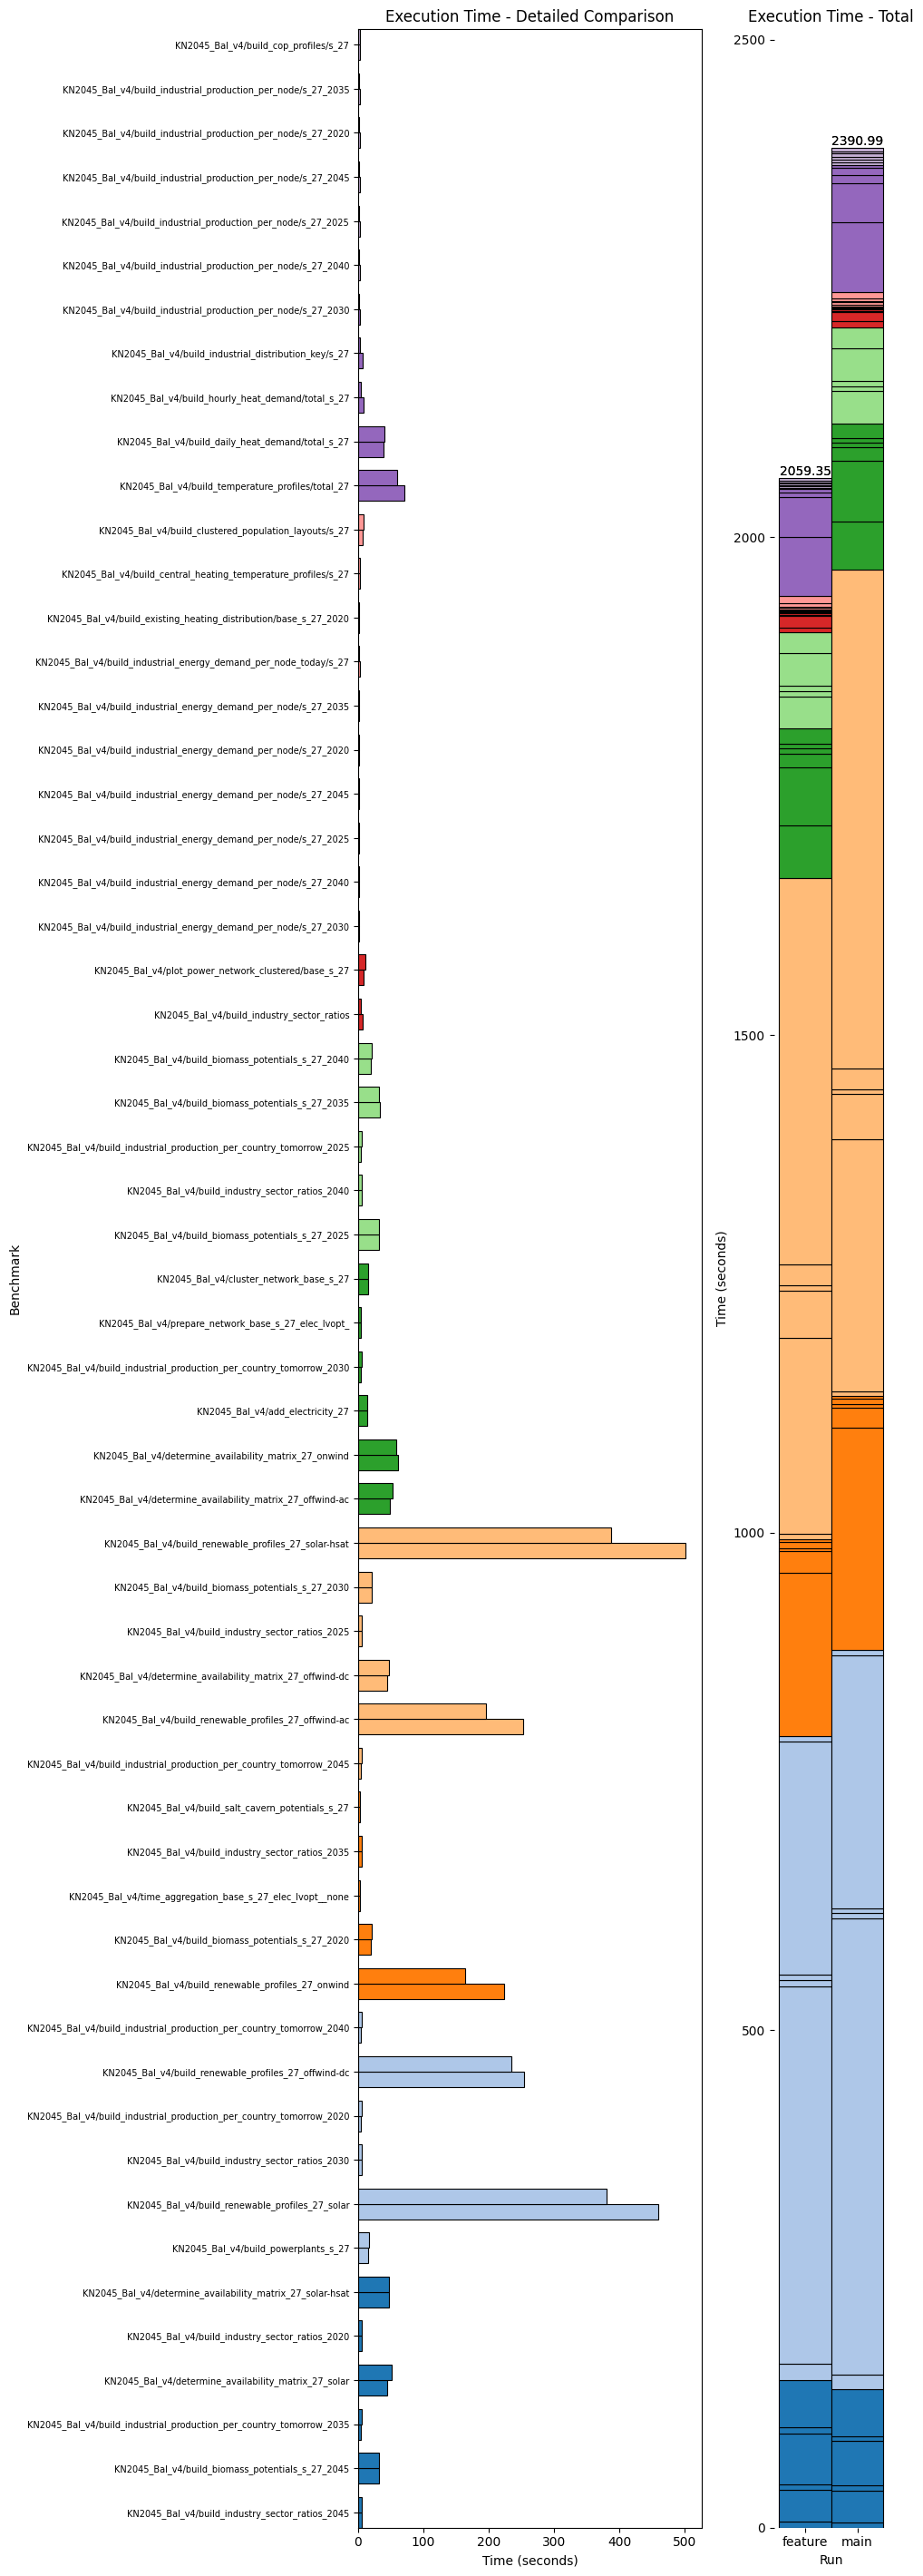 Execution Time - Detailed Comparison
Execution Time - Total
KN2045_Bal_v4/build_cop_profiles/s_27
KN2045_Bal_v4/build_industrial_production_per_node/s_27_2035
KN2045_Bal_v4/build_industrial_production_per_node/s_27_2020
KN2045_Bal_v4/build_industrial_production_per_node/s_27_2045
KN2045_Bal_v4/build_industrial_production_per_node/s_27_2025
KN2045_Bal_v4/build_industrial_production_per_node/s_27_2040
KN2045_Bal_v4/build_industrial_production_per_node/s_27_2030
KN2045_Bal_v4/build_industrial_distribution_key/s_27
KN2045_Bal_v4/build_hourly_heat_demand/total_s_27
KN2045_Bal_v4/build_daily_heat_demand/total_s_27
KN2045_Bal_v4/build_temperature_profiles/total_27
KN2045_Bal_v4/build_clustered_population_layouts/s_27
KN2045_Bal_v4/build_central_heating_temperature_profiles/s_27
KN2045_Bal_v4/build_existing_heating_distribution/base_s_27_2020
KN2045_Bal_v4/build_industrial_energy_demand_per_node_today/s_27
KN2045_Bal_v4/build_industrial_energy_demand_per_node/s_27_2035
KN2045_Bal_v4/build_industrial_energy_demand_per_node/s_27_2020
KN2045_Bal_v4/build_industrial_energy_demand_per_node/s_27_2045
KN2045_Bal_v4/build_industrial_energy_demand_per_node/s_27_2025
KN2045_Bal_v4/build_industrial_energy_demand_per_node/s_27_2040
KN2045_Bal_v4/build_industrial_energy_demand_per_node/s_27_2030
KN2045_Bal_v4/plot_power_network_clustered/base_s_27
KN2045_Bal_v4/build_industry_sector_ratios
KN2045_Bal_v4/build_biomass_potentials_s_27_2040
KN2045_Bal_v4/build_biomass_potentials_s_27_2035
KN2045_Bal_v4/build_industrial_production_per_country_tomorrow_2025
KN2045_Bal_v4/build_industry_sector_ratios_2040
KN2045_Bal_v4/build_biomass_potentials_s_27_2025
KN2045_Bal_v4/cluster_network_base_s_27
KN2045_Bal_v4/prepare_network_base_s_27_elec_lvopt_
KN2045_Bal_v4/build_industrial_production_per_country_tomorrow_2030
KN2045_Bal_v4/add_electricity_27
KN2045_Bal_v4/determine_availability_matrix_27_onwind
KN2045_Bal_v4/determine_availability_matrix_27_offwind-ac
KN2045_Bal_v4/build_renewable_profiles_27_solar-hsat
KN2045_Bal_v4/build_biomass_potentials_s_27_2030
KN2045_Bal_v4/build_industry_sector_ratios_2025
KN2045_Bal_v4/determine_availability_matrix_27_offwind-dc
KN2045_Bal_v4/build_renewable_profiles_27_offwind-ac
KN2045_Bal_v4/build_industrial_production_per_country_tomorrow_2045
KN2045_Bal_v4/build_salt_cavern_potentials_s_27
KN2045_Bal_v4/build_industry_sector_ratios_2035
KN2045_Bal_v4/time_aggregation_base_s_27_elec_lvopt__none
KN2045_Bal_v4/build_biomass_potentials_s_27_2020
KN2045_Bal_v4/build_renewable_profiles_27_onwind
KN2045_Bal_v4/build_industrial_production_per_country_tomorrow_2040
KN2045_Bal_v4/build_renewable_profiles_27_offwind-dc
KN2045_Bal_v4/build_industrial_production_per_country_tomorrow_2020
KN2045_Bal_v4/build_industry_sector_ratios_2030
KN2045_Bal_v4/build_renewable_profiles_27_solar
KN2045_Bal_v4/build_powerplants_s_27
KN2045_Bal_v4/determine_availability_matrix_27_solar-hsat
KN2045_Bal_v4/build_industry_sector_ratios_2020
KN2045_Bal_v4/determine_availability_matrix_27_solar
KN2045_Bal_v4/build_industrial_production_per_country_tomorrow_2035
KN2045_Bal_v4/build_biomass_potentials_s_27_2045
KN2045_Bal_v4/build_industry_sector_ratios_2045
Benchmark
0 100 200 300 400 500
Time (seconds)
2500
2000
1500
1000
500
0
Time (seconds)
2390.99
2059.35
feature main
Run